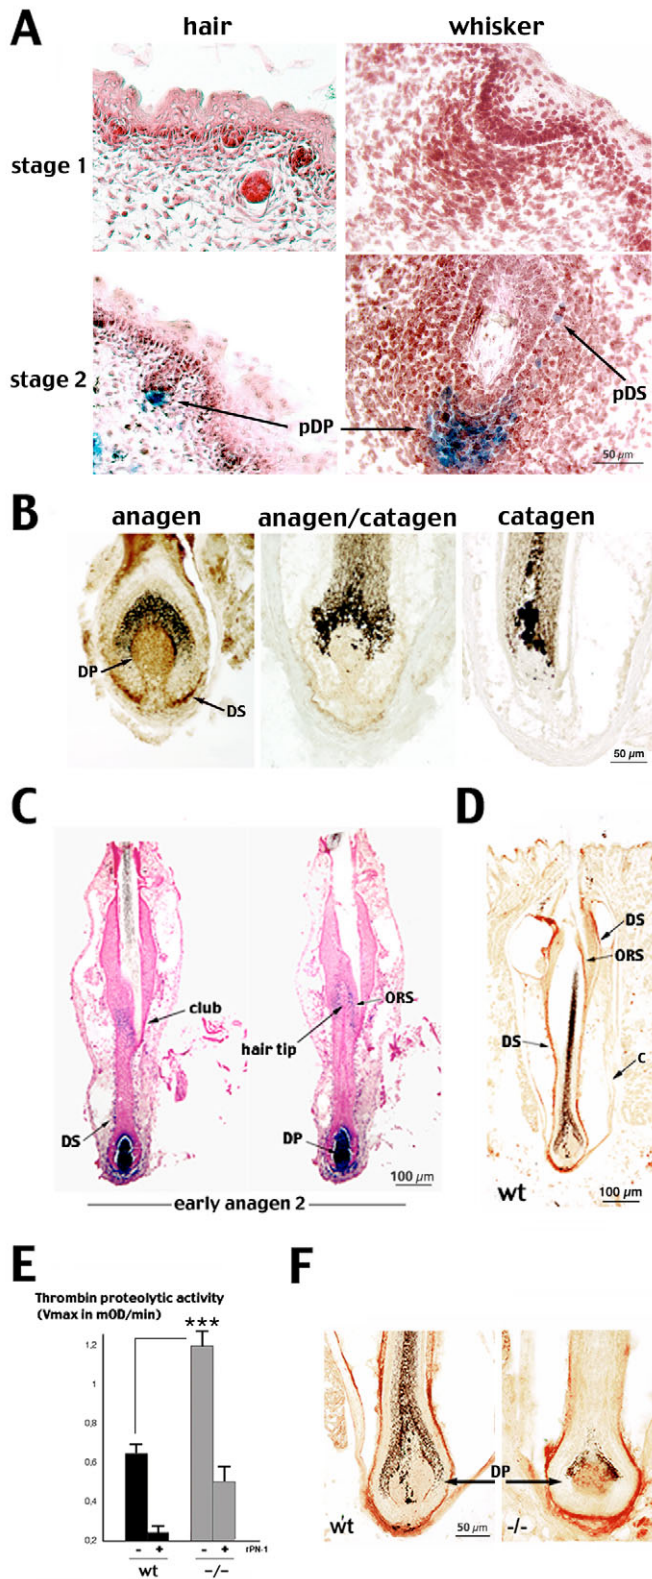 A
hair whisker
stage 1
stage 2
pDP
pDS
50 µm
B
anagen anagen/catagen catagen
DP
DS
50 µm
C
club
ORS
hair tip
DS
DP
100 µm
early anagen 2
D
DS
ORS
DS
C
wt
100 µm
E
Thrombin proteolytic activity
(Vmax in mOD/min)
***
1,2
1
0,8
0,6
0,4
0,2
- + - + rPN-1
wt -/-
F
DP
wt
50 µm
-/-